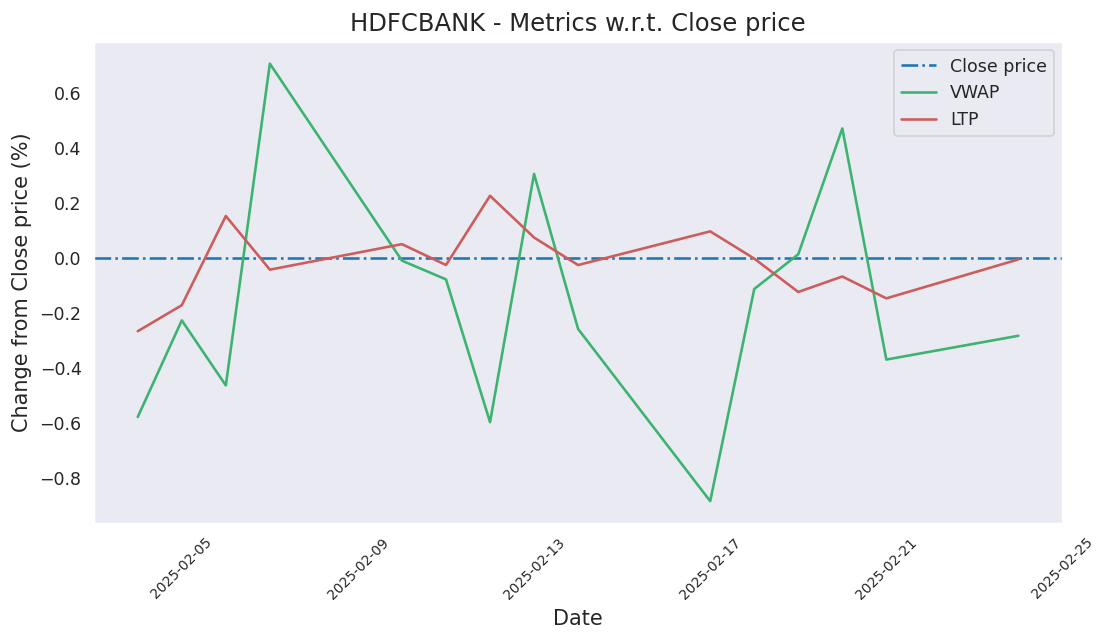 HDFCBANK - Metrics w.r.t. Close price
Close price
VWAP
LTP
Change from Close price (%)
0.6
0.4
0.2
0.0
−0.2
−0.4
−0.6
−0.8
2025-02-05
2025-02-09
2025-02-13
2025-02-17
2025-02-21
2025-02-25
Date